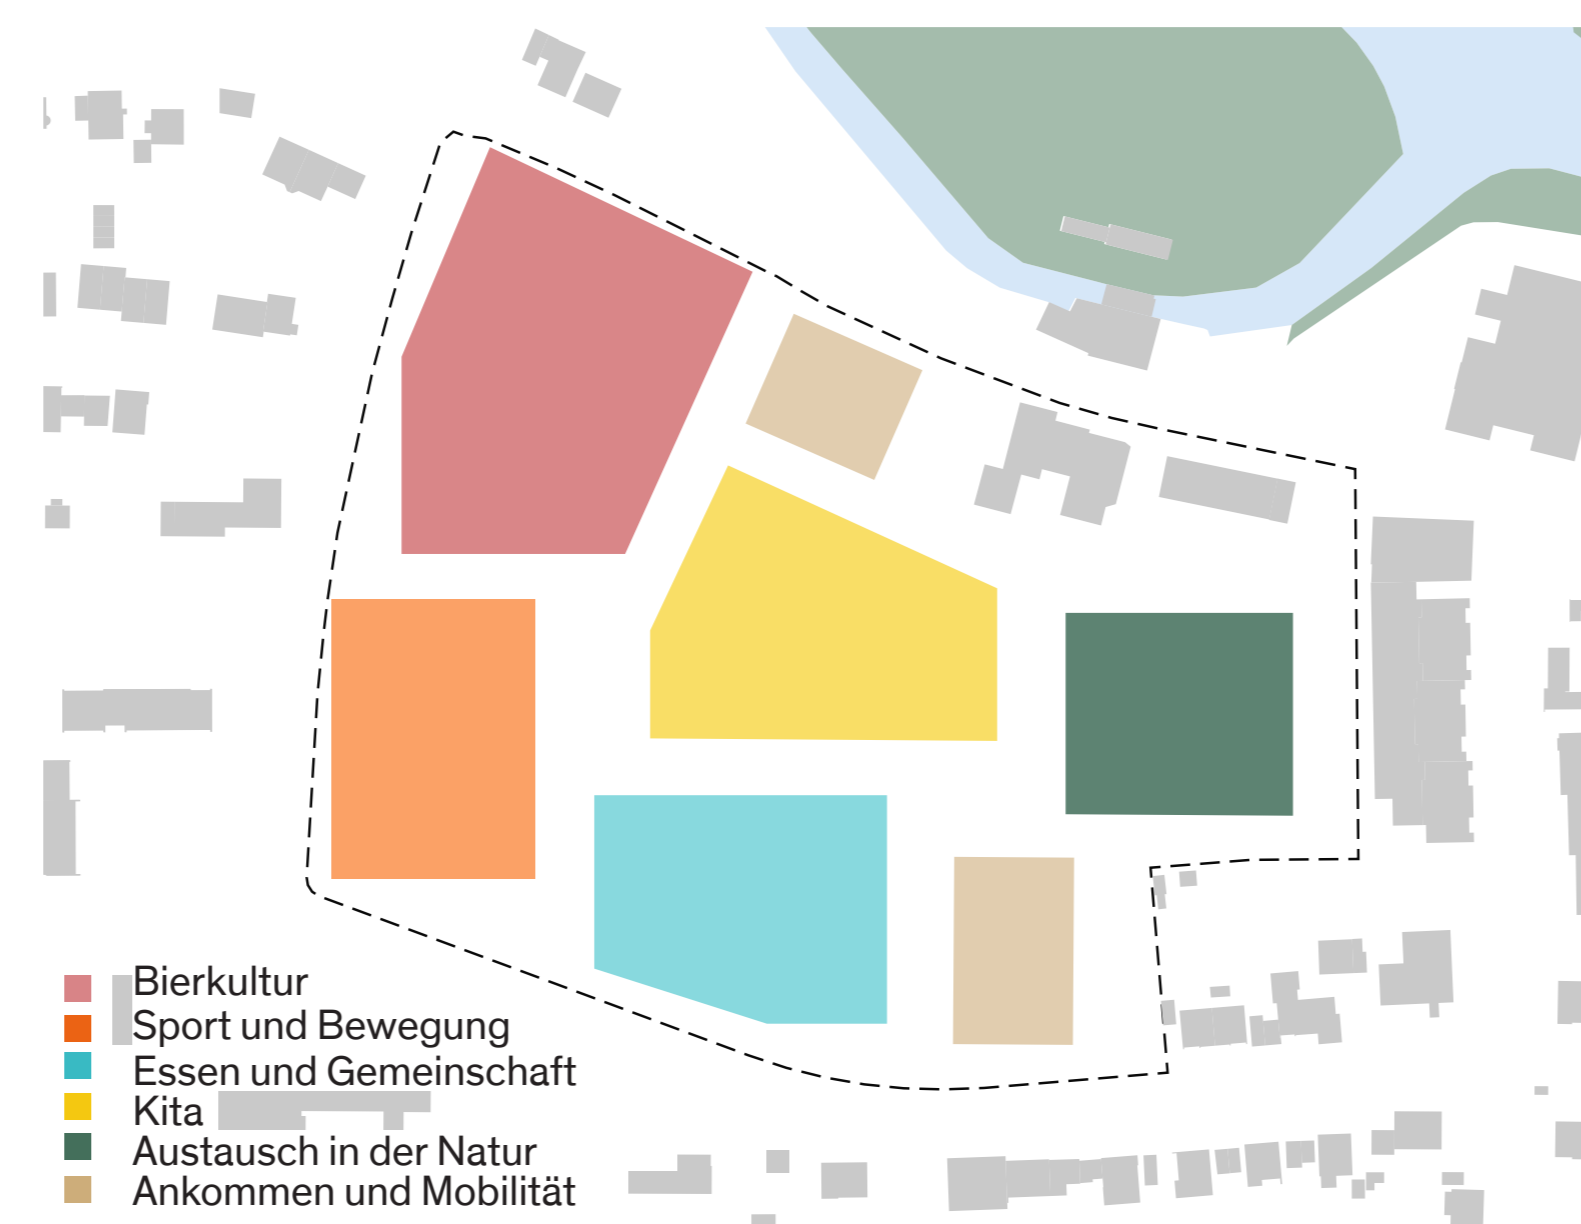 Bierkultur
Sport und Bewegung
Essen und Gemeinschaft
Kita
Austausch in der Natur
Ankommen und Mobilität